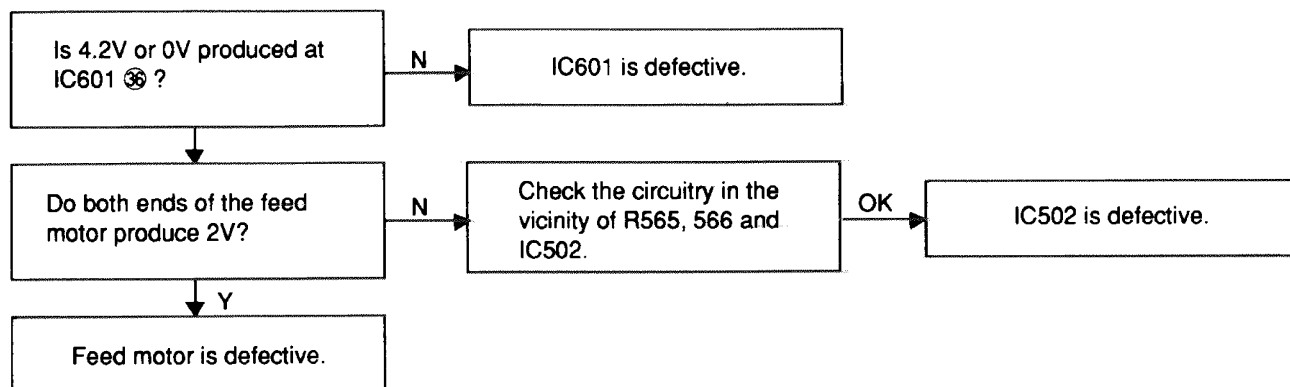 Is 4.2V or 0V produced at
IC601 ㊱ ?
N
IC601 is defective.
Do both ends of the feed
motor produce 2V?
N
Check the circuitry in the
vicinity of R565, 566 and
IC502.
OK
IC502 is defective.
Y
Feed motor is defective.